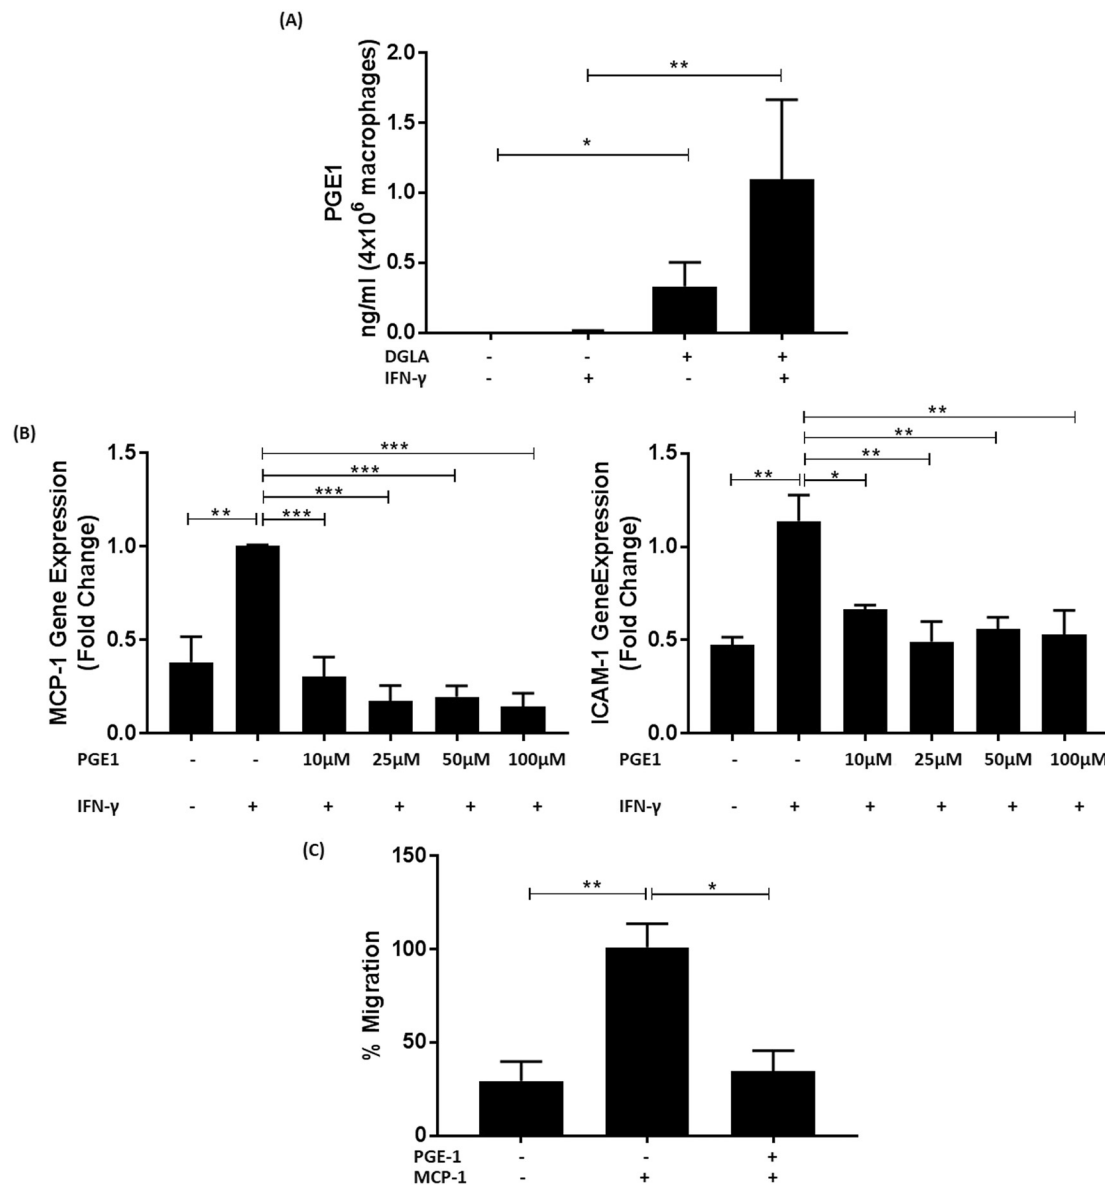 (A)
PGE1
ng/ml (4x10⁶ macrophages)
2.0
1.5
1.0
0.5
0.0
**
*
DGLA - - + +
IFN-γ - + - +
(B)
MCP-1 Gene Expression
(Fold Change)
1.5
1.0
0.5
0.0
***
***
***
** ***
PGE1 - - 10μM 25μM 50μM 100μM
IFN-γ - + + + + +
ICAM-1 GeneExpression
(Fold Change)
1.5
1.0
0.5
0.0
**
**
**
** *
PGE1 - - 10μM 25μM 50μM 100μM
IFN-γ - + + + + +
(C)
% Migration
150
100
50
0
** *
PGE-1 - - +
MCP-1 - + +